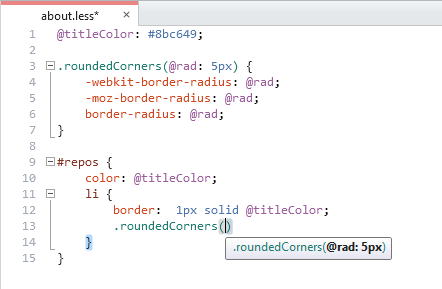 about.less* ×
1 @titleColor: #8bc649;
2
3 .roundedCorners(@rad: 5px) {
4 -webkit-border-radius: @rad;
5 -moz-border-radius: @rad;
6 border-radius: @rad;
7 }
8
9 #repos {
10 color: @titleColor;
11 li {
12 border:  1px solid @titleColor;
13 .roundedCorners()
.roundedCorners(@rad: 5px)
14 }
15 }